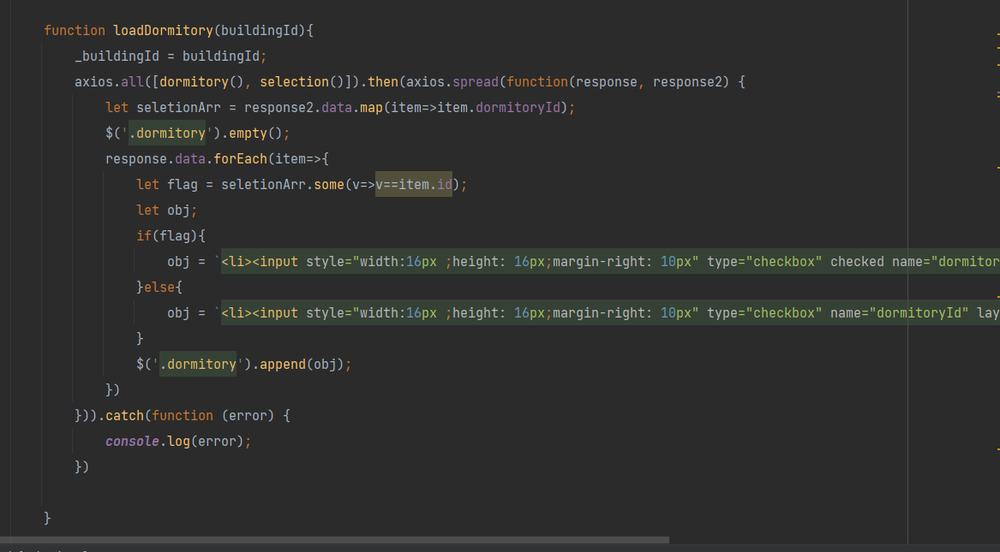 function loadDormitory(buildingId){
_buildingId = buildingId;
axios.all([dormitory(), selection()]).then(axios.spread(function(response, response2) {
let seletionArr = response2.data.map(item=>item.dormitoryId);
$('.dormitory').empty();
response.data.forEach(item=>{
let flag = seletionArr.some(v=>v==item.id);
let obj;
if(flag){
obj = `<li><input style="width:16px ;height: 16px;margin-right: 10px" type="checkbox" checked name="dormitor
}else{
obj = `<li><input style="width:16px ;height: 16px;margin-right: 10px" type="checkbox" name="dormitoryId" lay
}
$('.dormitory').append(obj);
})
})).catch(function (error) {
console.log(error);
})
}